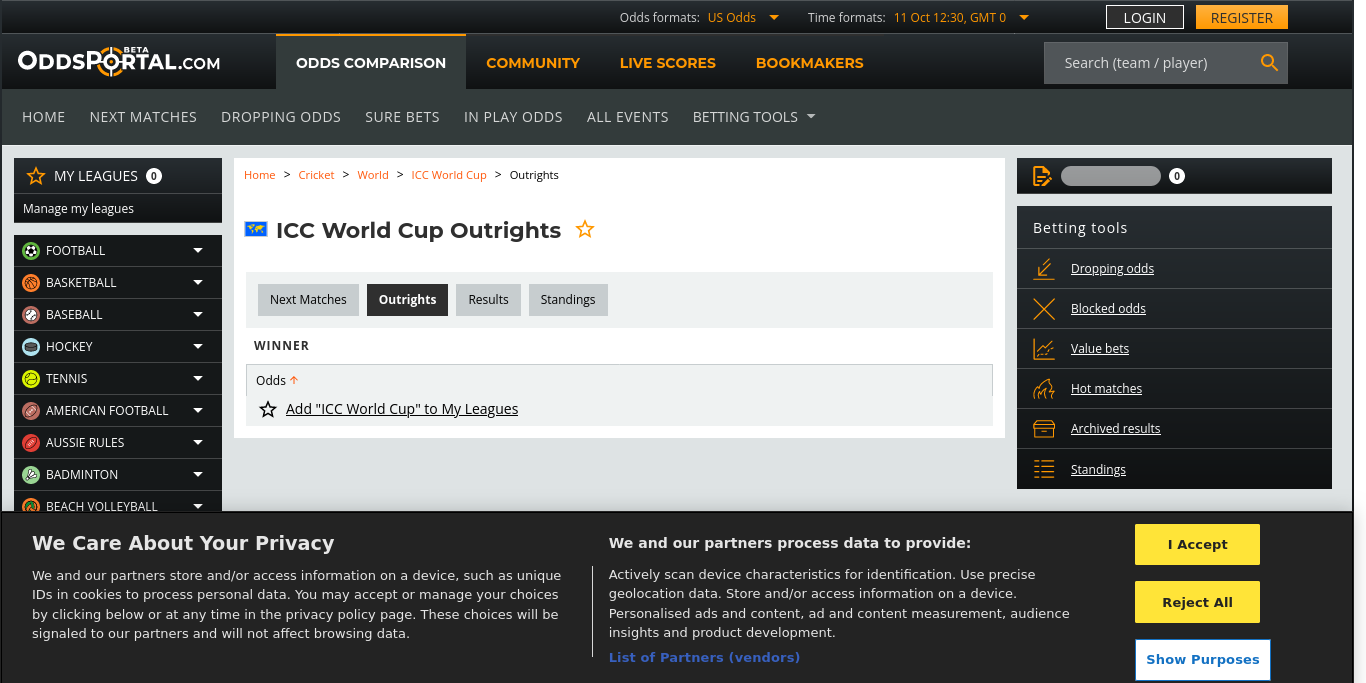 Odds formats: US Odds
Time formats: 11 Oct 12:30, GMT 0
LOGIN
REGISTER
ODDSPORTAL.COM
BETA
ODDS COMPARISON
COMMUNITY
LIVE SCORES
BOOKMAKERS
Search (team / player)
HOME
NEXT MATCHES
DROPPING ODDS
SURE BETS
IN PLAY ODDS
ALL EVENTS
BETTING TOOLS
MY LEAGUES 0
Manage my leagues
FOOTBALL
BASKETBALL
BASEBALL
HOCKEY
TENNIS
AMERICAN FOOTBALL
AUSSIE RULES
BADMINTON
BEACH VOLLEYBALL
Home > Cricket > World > ICC World Cup > Outrights
ICC World Cup Outrights
Next Matches
Outrights
Results
Standings
WINNER
Odds
Add "ICC World Cup" to My Leagues
0
Betting tools
Dropping odds
Blocked odds
Value bets
Hot matches
Archived results
Standings
We Care About Your Privacy
We and our partners store and/or access information on a device, such as unique
IDs in cookies to process personal data. You may accept or manage your choices
by clicking below or at any time in the privacy policy page. These choices will be
signaled to our partners and will not affect browsing data.
We and our partners process data to provide:
Actively scan device characteristics for identification. Use precise
geolocation data. Store and/or access information on a device.
Personalised ads and content, ad and content measurement, audience
insights and product development.
List of Partners (vendors)
I Accept
Reject All
Show Purposes